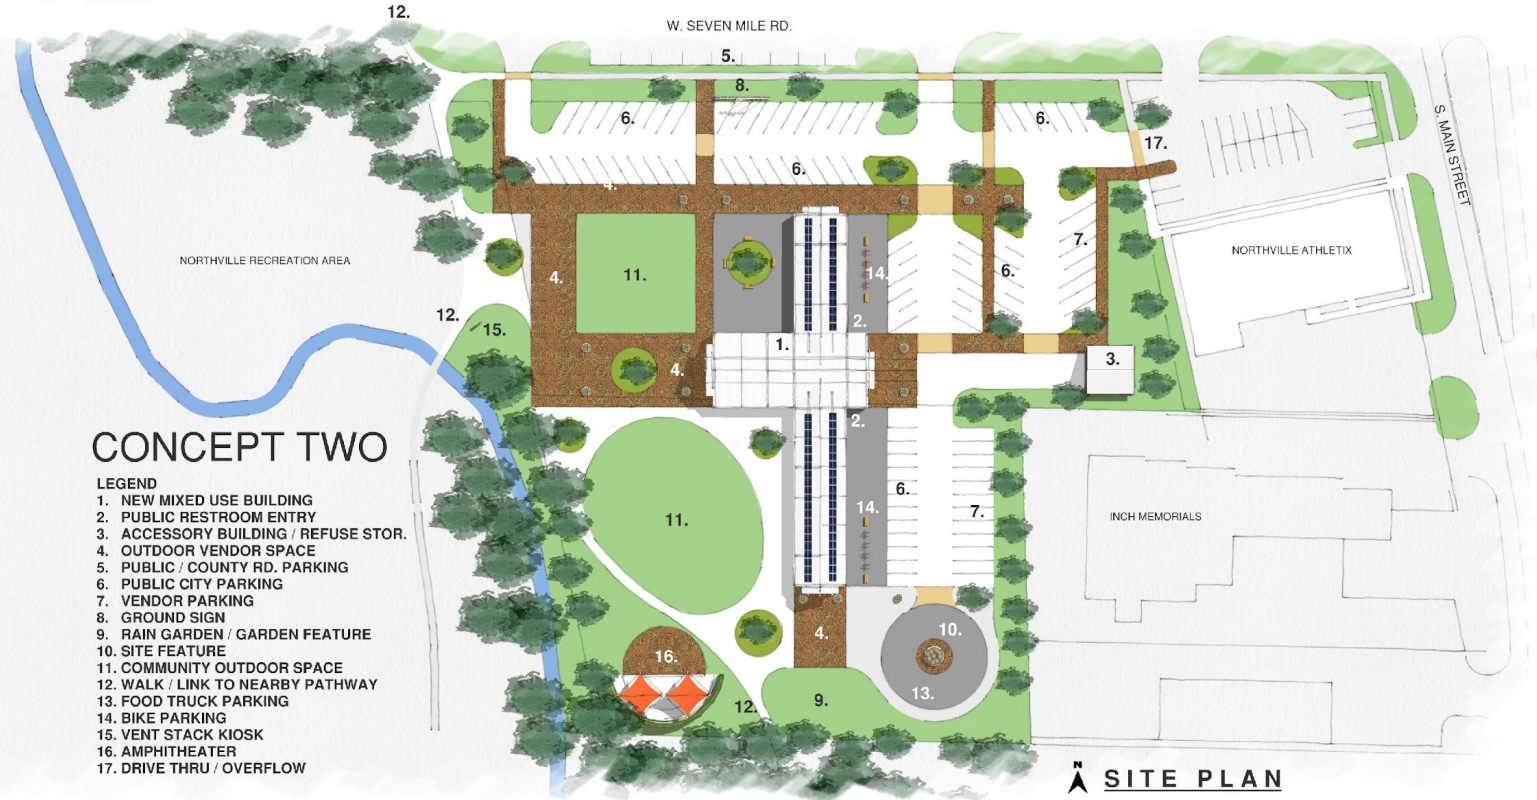 12.
W. SEVEN MILE RD.
5.
8.
6.
6.
17.
6.
4.
S. MAIN STREET
7.
NORTHVILLE ATHLETIX
NORTHVILLE RECREATION AREA
4.
11.
14.
6.
12.
15.
2.
1.
3.
4.
2.
CONCEPT TWO
LEGEND
1. NEW MIXED USE BUILDING
2. PUBLIC RESTROOM ENTRY
3. ACCESSORY BUILDING / REFUSE STOR.
4. OUTDOOR VENDOR SPACE
5. PUBLIC / COUNTY RD. PARKING
6. PUBLIC CITY PARKING
7. VENDOR PARKING
8. GROUND SIGN
9. RAIN GARDEN / GARDEN FEATURE
10. SITE FEATURE
11. COMMUNITY OUTDOOR SPACE
12. WALK / LINK TO NEARBY PATHWAY
13. FOOD TRUCK PARKING
14. BIKE PARKING
15. VENT STACK KIOSK
16. AMPHITHEATER
17. DRIVE THRU / OVERFLOW
6.
11.
14.
7.
INCH MEMORIALS
4.
10.
16.
13.
9.
12.
N
SITE PLAN